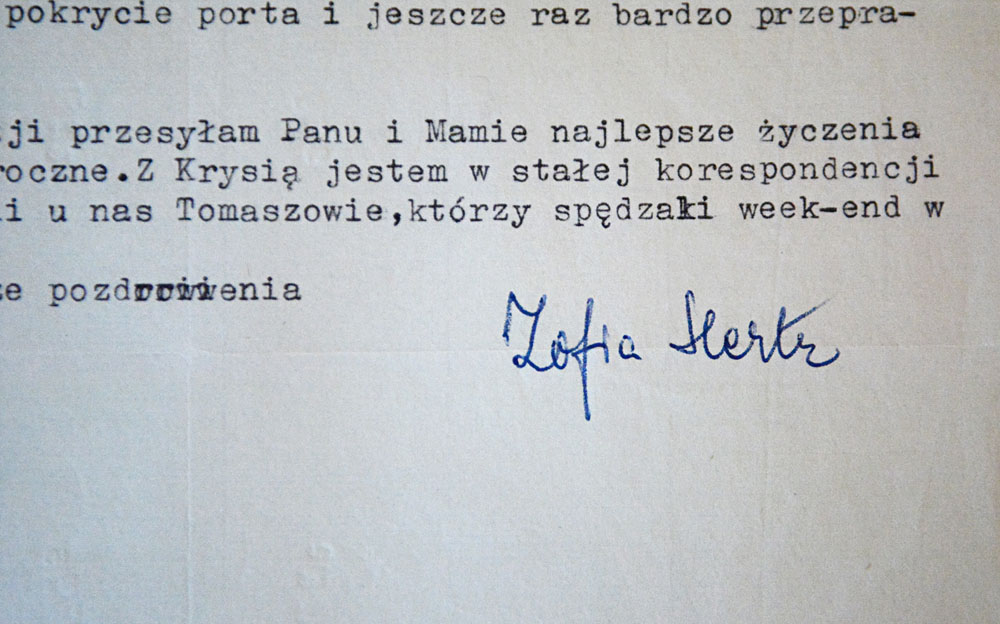 pokrycie porta i jeszcze raz bardzo przepra-
ji przesyłam Panu i Mamie najlepsze życzenia
roczne.Z Krysią jestem w stałej korespondencji
i u nas Tomaszowie,którzy spędzali week-end w
e pozdrowienia
Zofia Hertz